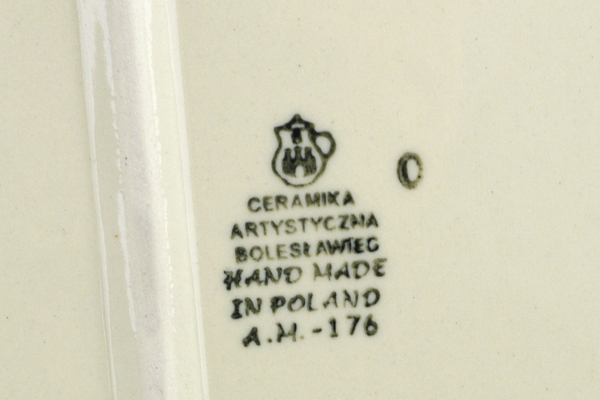 O
CERAMIKA
ARTYSTYCZNA
BOLESŁAWIEC
HAND MADE
IN POLAND
A.M.-176